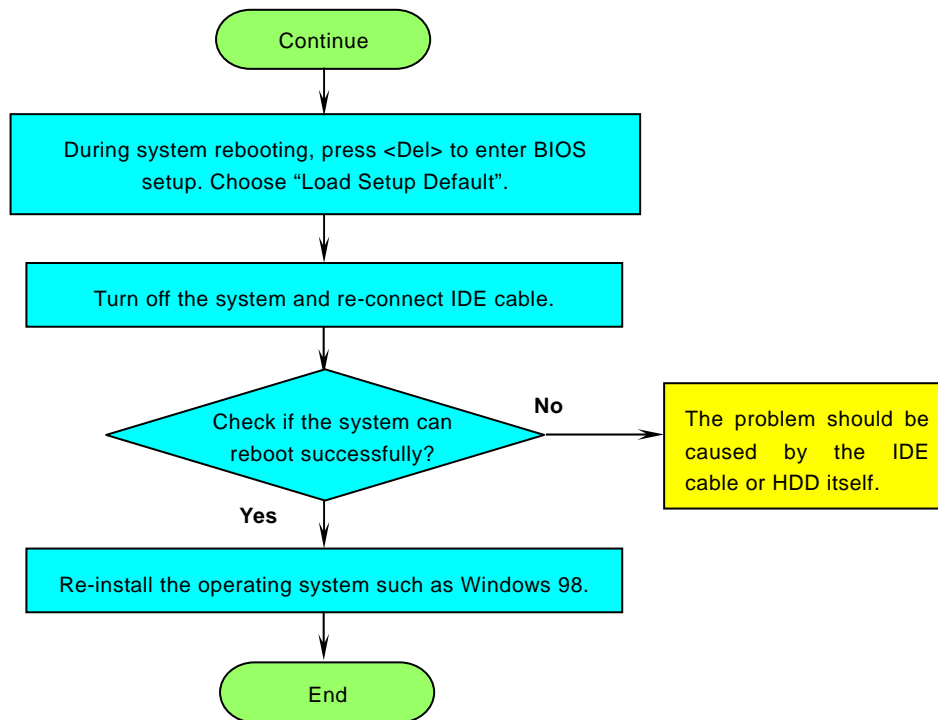 Continue
During system rebooting, press <Del> to enter BIOS
setup. Choose “Load Setup Default”.
Turn off the system and re-connect IDE cable.
Check if the system can
reboot successfully?
No
The problem should be
caused by the IDE
cable or HDD itself.
Yes
Re-install the operating system such as Windows 98.
End